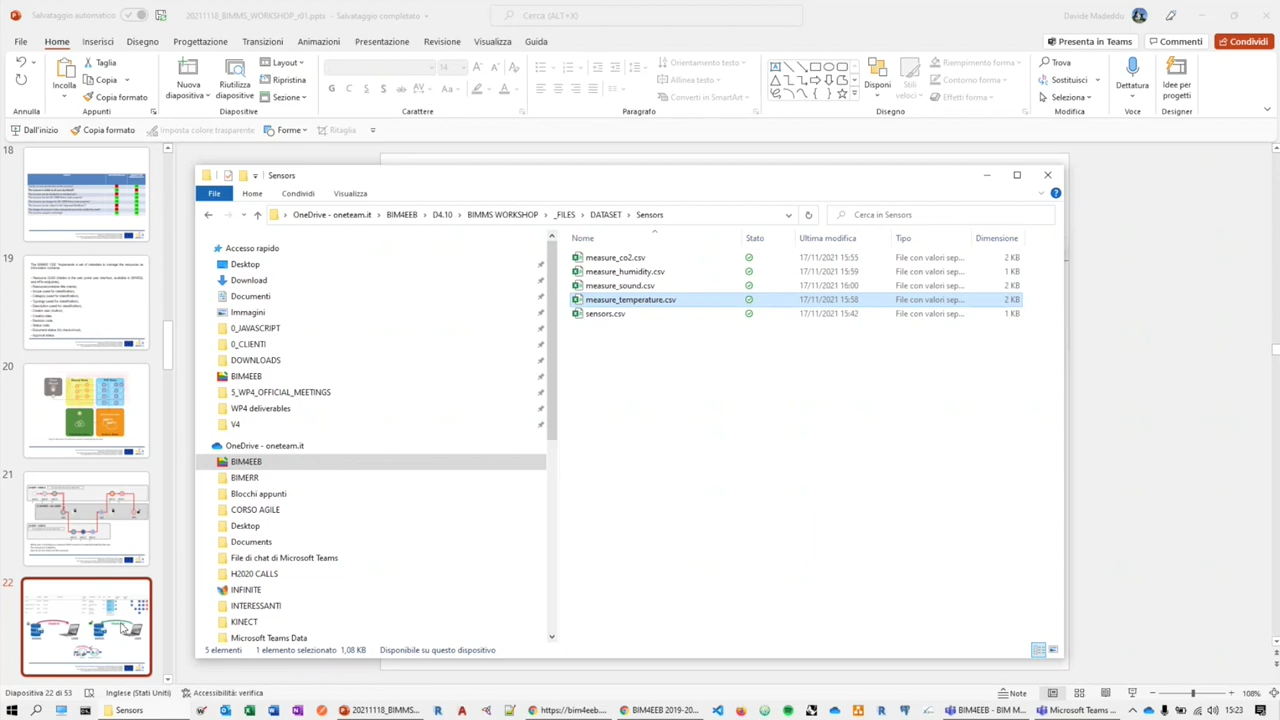 Salvataggio automatico 20211118_BIMMS_WORKSHOP_r01.pptx - Salvataggio completato Cerca (ALT+X) Davide Madeddu
File Home Inserisci Disegno Progettazione Transizioni Animazioni Presentazione Revisione Visualizza Guida Presenta in Teams Commenti Condividi
Incolla Taglia Copia Copia formato
Nuova diapositiva Riutilizza diapositive Layout Ripristina Sezione
14
Disponi Stili veloci Riempimento forma Contorno forma Effetti forma
Orientamento testo Allinea testo Converti in SmartArt
Trova Sostituisci Seleziona
Dettatura Idee per progetti
Annulla Appunti Diapositive Carattere Paragrafo Disegno Modifica Voce Designer
Dall'inizio Copia formato Imposta colore trasparente Forme Ritaglia
18
19
20
21
22
Sensors
File Home Condividi Visualizza
OneDrive - oneteam.it BIM4EEB D4.10 BIMMS WORKSHOP _FILES DATASET Sensors Cerca in Sensors
Nome Stato Ultima modifica Tipo Dimensione
measure_co2.csv 17/11/2021 15:55 File con valori sep... 2 KB
measure_humidity.csv 17/11/2021 15:59 File con valori sep... 2 KB
measure_sound.csv 17/11/2021 16:00 File con valori sep... 2 KB
measure_temperature.csv 17/11/2021 15:58 File con valori sep... 2 KB
sensors.csv 17/11/2021 15:42 File con valori sep... 1 KB
Accesso rapido
Desktop
Download
Documenti
Immagini
0_JAVASCRIPT
0_CLIENTI
DOWNLOADS
BIM4EEB
5_WP4_OFFICIAL_MEETINGS
WP4 deliverables
V4
OneDrive - oneteam.it
BIM4EEB
BIMERR
Blocchi appunti
CORSO AGILE
Desktop
Documents
File di chat di Microsoft Teams
H2020 CALLS
INFINITE
INTERESSANTI
KINECT
Microsoft Teams Data
5 elementi 1 elemento selezionato 1,08 KB Disponibile su questo dispositivo
Diapositiva 22 di 53 Inglese (Stati Uniti) Accessibilità: verifica Note 108%
Sensors 20211118_BIMMS... https://bim4eeb.... BIM4EEB 2019-20... BIM4EEB - BIM M... Microsoft Teams ... 15:23